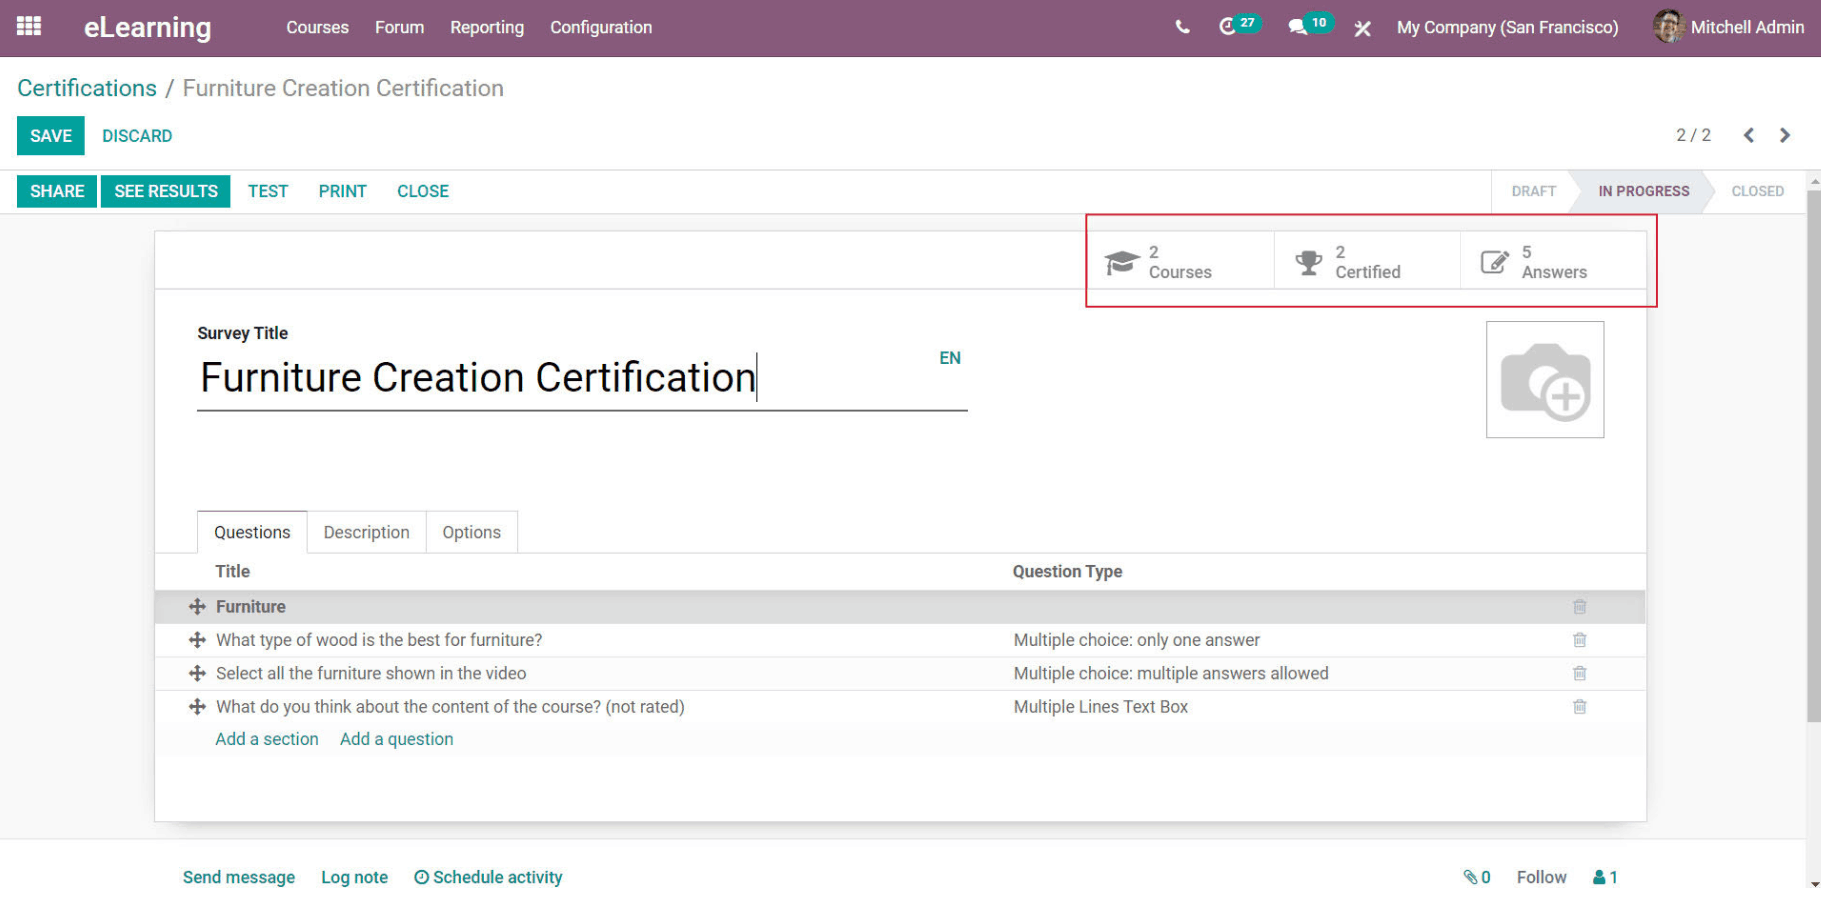 eLearning Courses Forum Reporting Configuration 27 10 My Company (San Francisco) Mitchell Admin
Certifications / Furniture Creation Certification
SAVE DISCARD 2 / 2
SHARE SEE RESULTS TEST PRINT CLOSE DRAFT IN PROGRESS CLOSED
2 Courses 2 Certified 5 Answers
Survey Title
Furniture Creation Certification EN
Questions Description Options
Title Question Type
Furniture
What type of wood is the best for furniture? Multiple choice: only one answer
Select all the furniture shown in the video Multiple choice: multiple answers allowed
What do you think about the content of the course? (not rated) Multiple Lines Text Box
Add a section Add a question
Send message Log note Schedule activity 0 Follow 1